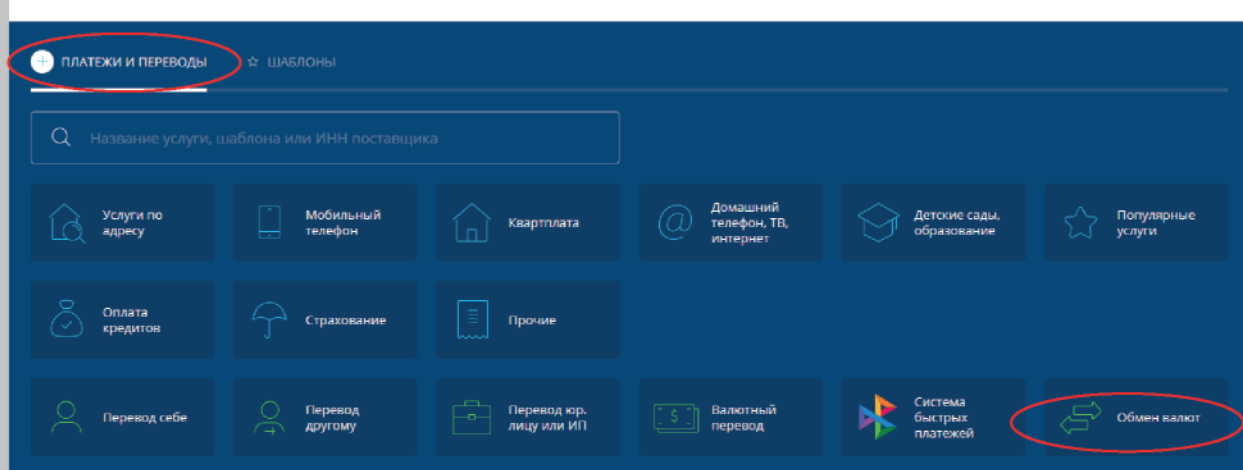 ПЛАТЕЖИ И ПЕРЕВОДЫ
ШАБЛОНЫ
Название услуги, шаблона или ИНН поставщика
Услуги по
адресу
Мобильный
телефон
Квартплата
Домашний
телефон, ТВ,
интернет
Детские сады,
образование
Популярные
услуги
Оплата
кредитов
Страхование
Прочие
Перевод себе
Перевод
другому
Перевод юр.
лицу или ИП
Валютный
перевод
Система
быстрых
платежей
Обмен валют